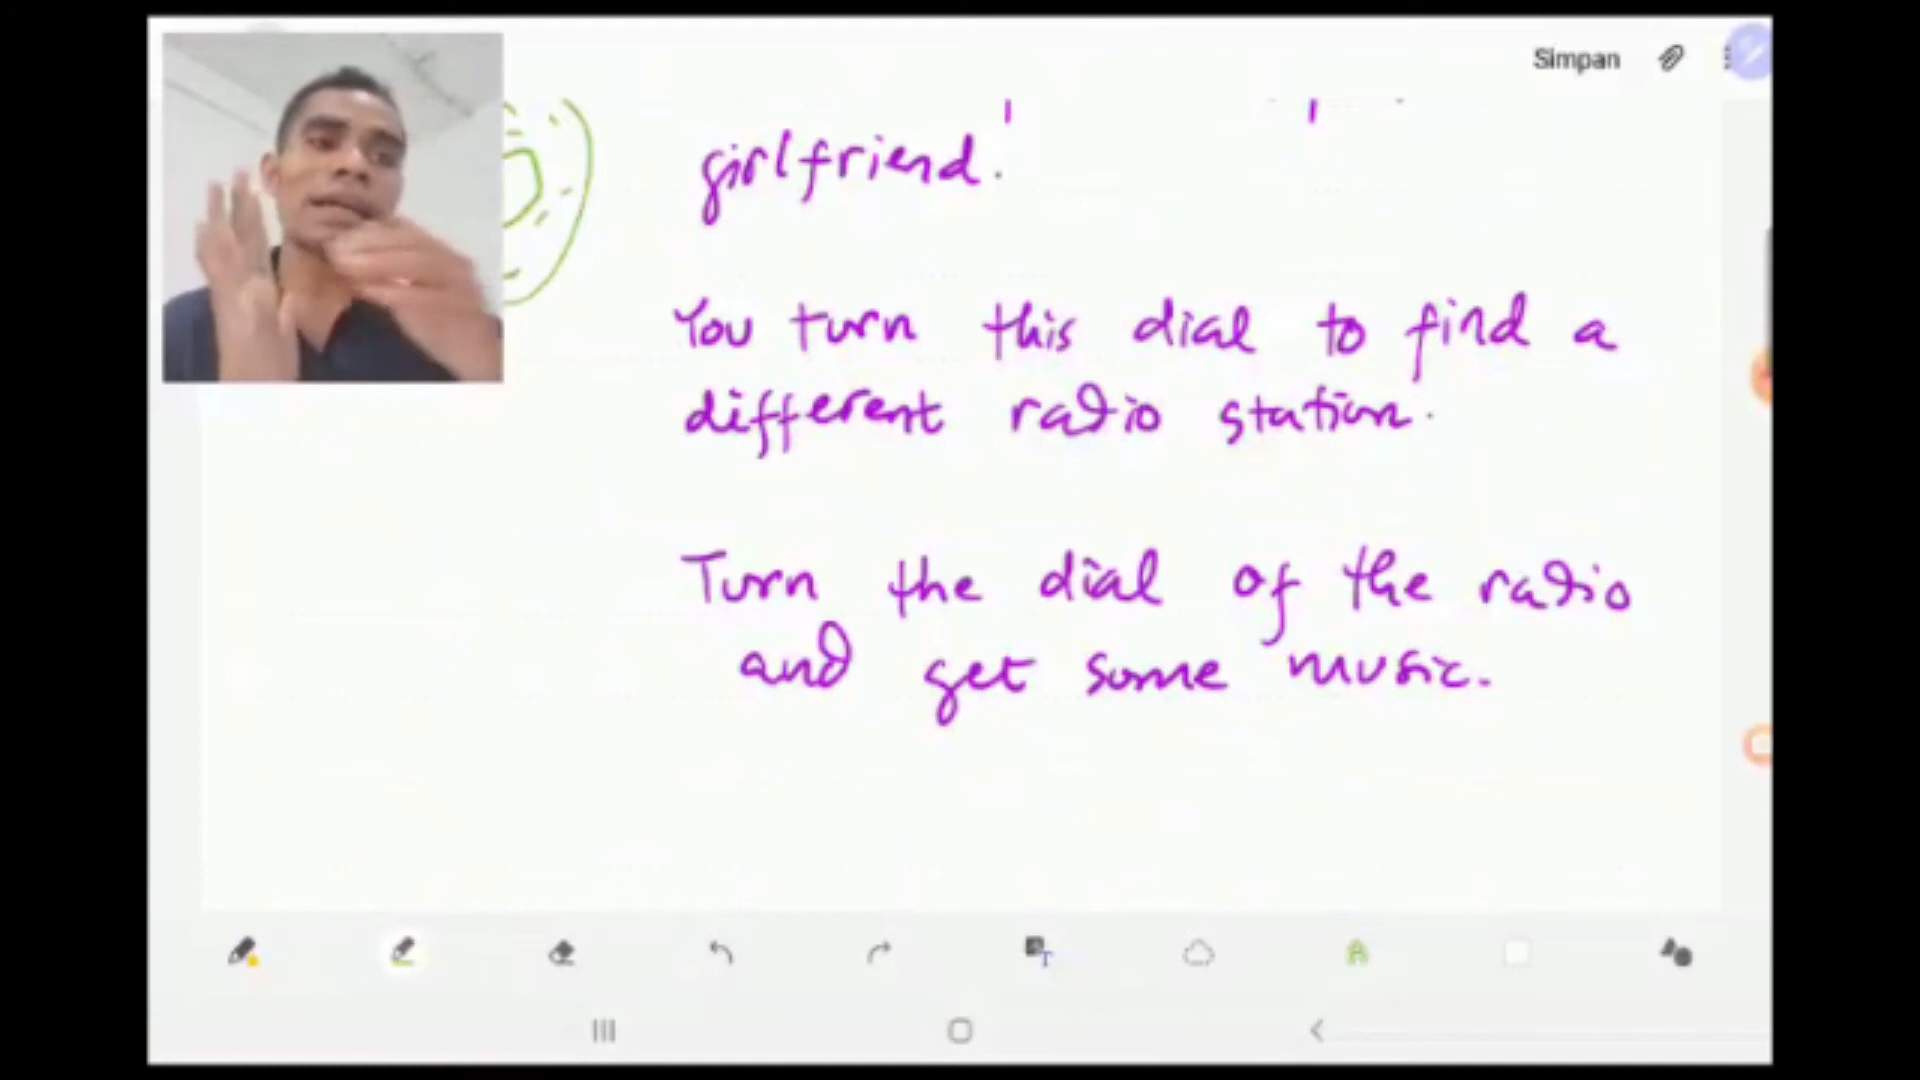 Simpan
girlfriend.
You turn this dial to find a
different radio station.
Turn the dial of the radio
and get some music.